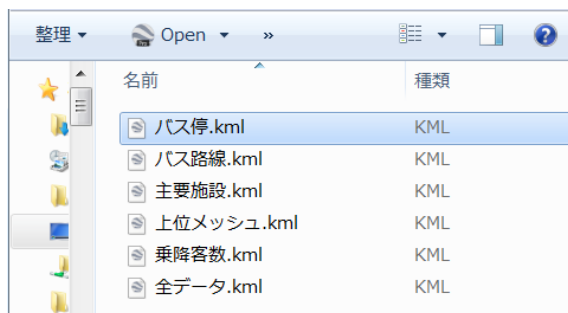 整理 Open »
名前 種類
バス停.kml KML
バス路線.kml KML
主要施設.kml KML
上位メッシュ.kml KML
乗降客数.kml KML
全データ.kml KML